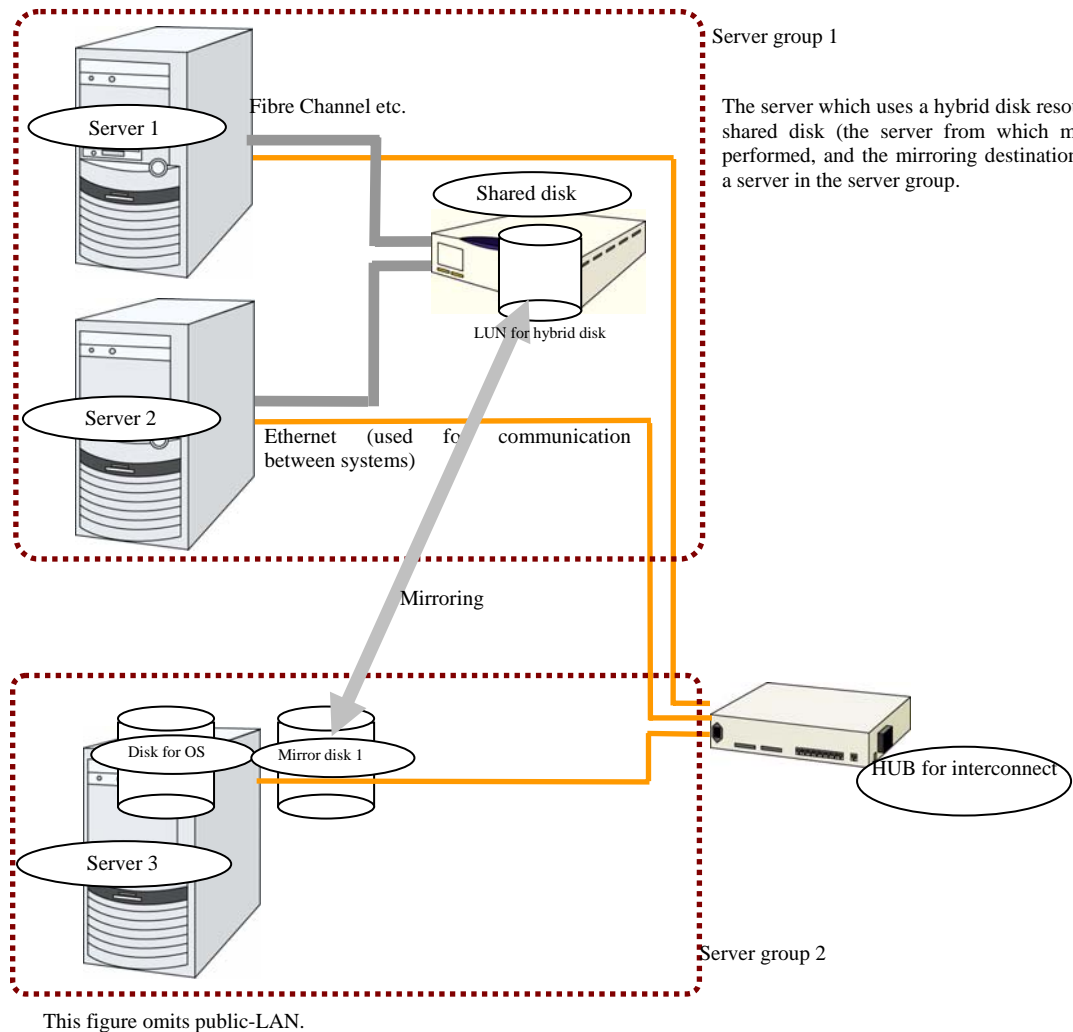 Server group 1
Fibre Channel etc.
Server 1
The server which uses a hybrid disk
shared disk (the server from which
performed, and the mirroring destination
a server in the server group.
Shared disk
LUN for hybrid disk
Server 2
Ethernet (used for communication
between systems)
Mirroring
Disk for OS
Mirror disk 1
HUB for interconnect
Server 3
Server group 2
This figure omits public-LAN.